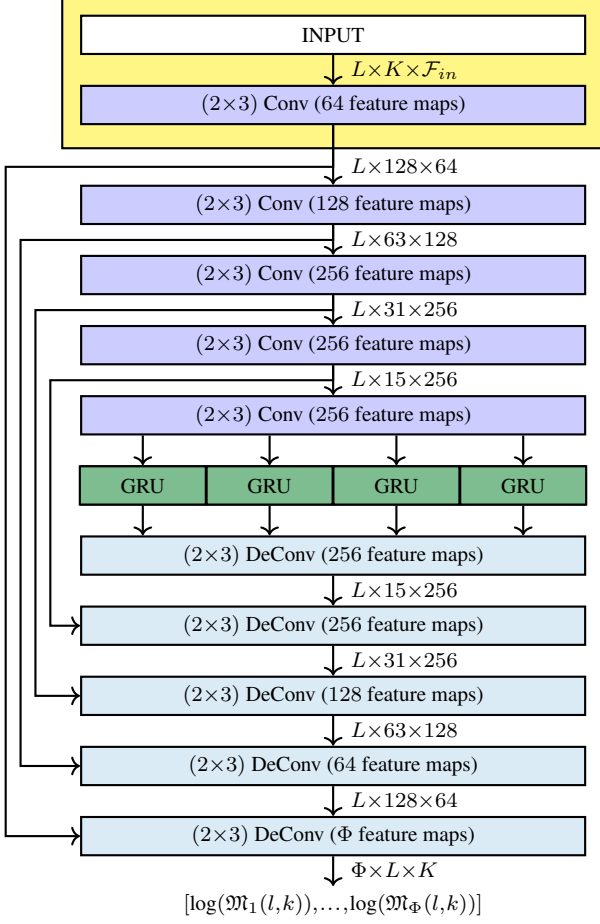 INPUT
L×K×𝓕in
(2×3) Conv (64 feature maps)
L×128×64
(2×3) Conv (128 feature maps)
L×63×128
(2×3) Conv (256 feature maps)
L×31×256
(2×3) Conv (256 feature maps)
L×15×256
(2×3) Conv (256 feature maps)
GRU GRU GRU GRU
(2×3) DeConv (256 feature maps)
L×15×256
(2×3) DeConv (256 feature maps)
L×31×256
(2×3) DeConv (128 feature maps)
L×63×128
(2×3) DeConv (64 feature maps)
L×128×64
(2×3) DeConv (Φ feature maps)
Φ×L×K
[log(𝔐1(l,k)),...,log(𝔐Φ(l,k))]